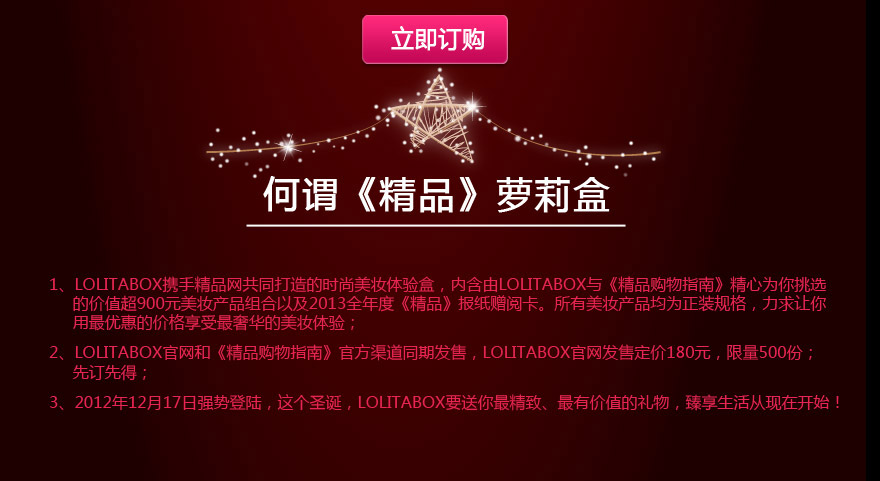 立即订购
何谓《精品》萝莉盒
1、LOLITABOX携手精品网共同打造的时尚美妆体验盒，内含由LOLITABOX与《精品购物指南》精心为你挑选
的价值超900元美妆产品组合以及2013全年度《精品》报纸赠阅卡。所有美妆产品均为正装规格，力求让你
用最优惠的价格享受最奢华的美妆体验；
2、LOLITABOX官网和《精品购物指南》官方渠道同期发售，LOLITABOX官网发售定价180元，限量500份；
先订先得；
3、2012年12月17日强势登陆，这个圣诞，LOLITABOX要送你最精致、最有价值的礼物，臻享生活从现在开始！